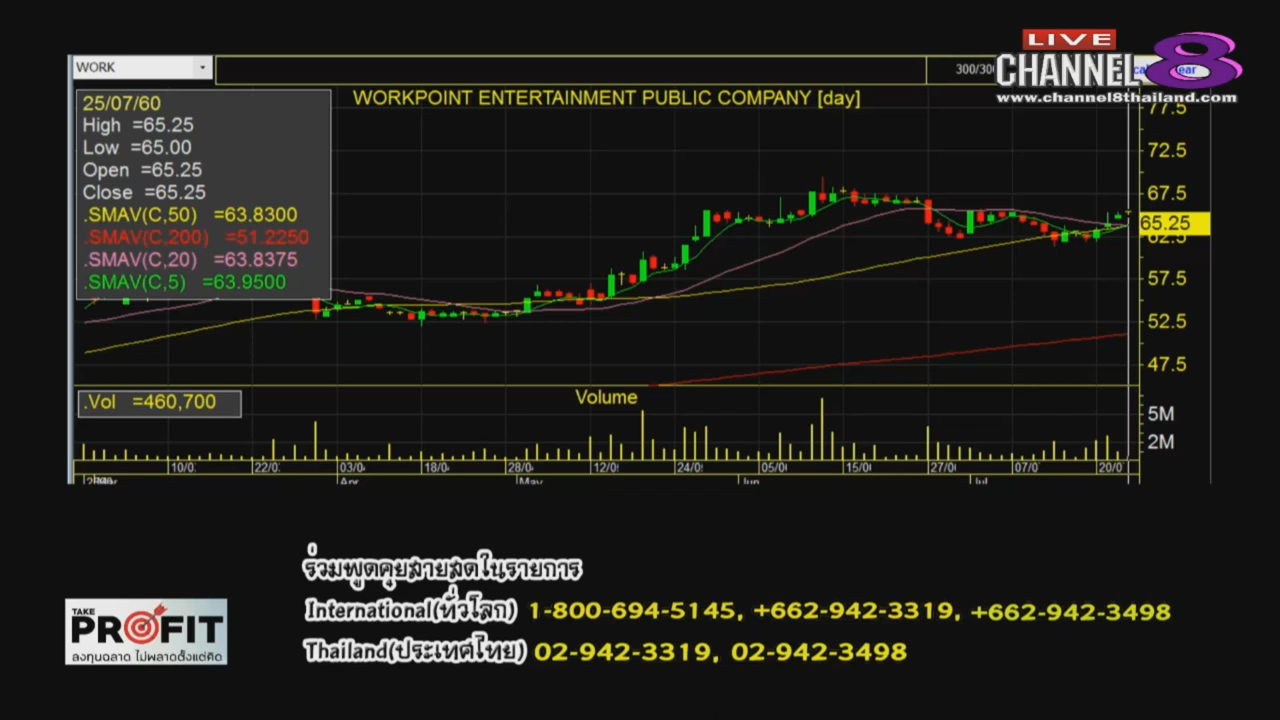 LIVE
CHANNEL 8
www.channel8thailand.com
WORK
300/300
WORKPOINT ENTERTAINMENT PUBLIC COMPANY [day]
25/07/60
High =65.25
Low =65.00
Open =65.25
Close =65.25
.SMAV(C,50) =63.8300
.SMAV(C,200) =51.2250
.SMAV(C,20) =63.8375
.SMAV(C,5) =63.9500
77.5
72.5
67.5
65.25
62.5
57.5
52.5
47.5
.Vol =460,700
Volume
5M
2M
10/0 22/0 03/0 18/0 28/0 12/0 24/0 05/0 15/0 27/0 07/0 20/0
Apr May Jun Jul
ร่วมพูดคุยสายสดในรายการ
International(ทั่วโลก) 1-800-694-5145, +662-942-3319, +662-942-3498
Thailand(ประเทศไทย) 02-942-3319, 02-942-3498
TAKE
PROFIT
ลงทุนฉลาด ไม่พลาดตั้งแต่คิด